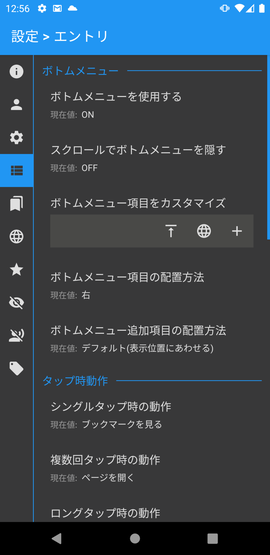 12:56
設定 > エントリ
ボトムメニュー
ボトムメニューを使用する
現在値: ON
スクロールでボトムメニューを隠す
現在値: OFF
ボトムメニュー項目をカスタマイズ
ボトムメニュー項目の配置方法
現在値: 右
ボトムメニュー追加項目の配置方法
現在値: デフォルト(表示位置にあわせる)
タップ時動作
シングルタップ時の動作
現在値: ブックマークを見る
複数回タップ時の動作
現在値: ページを開く
ロングタップ時の動作